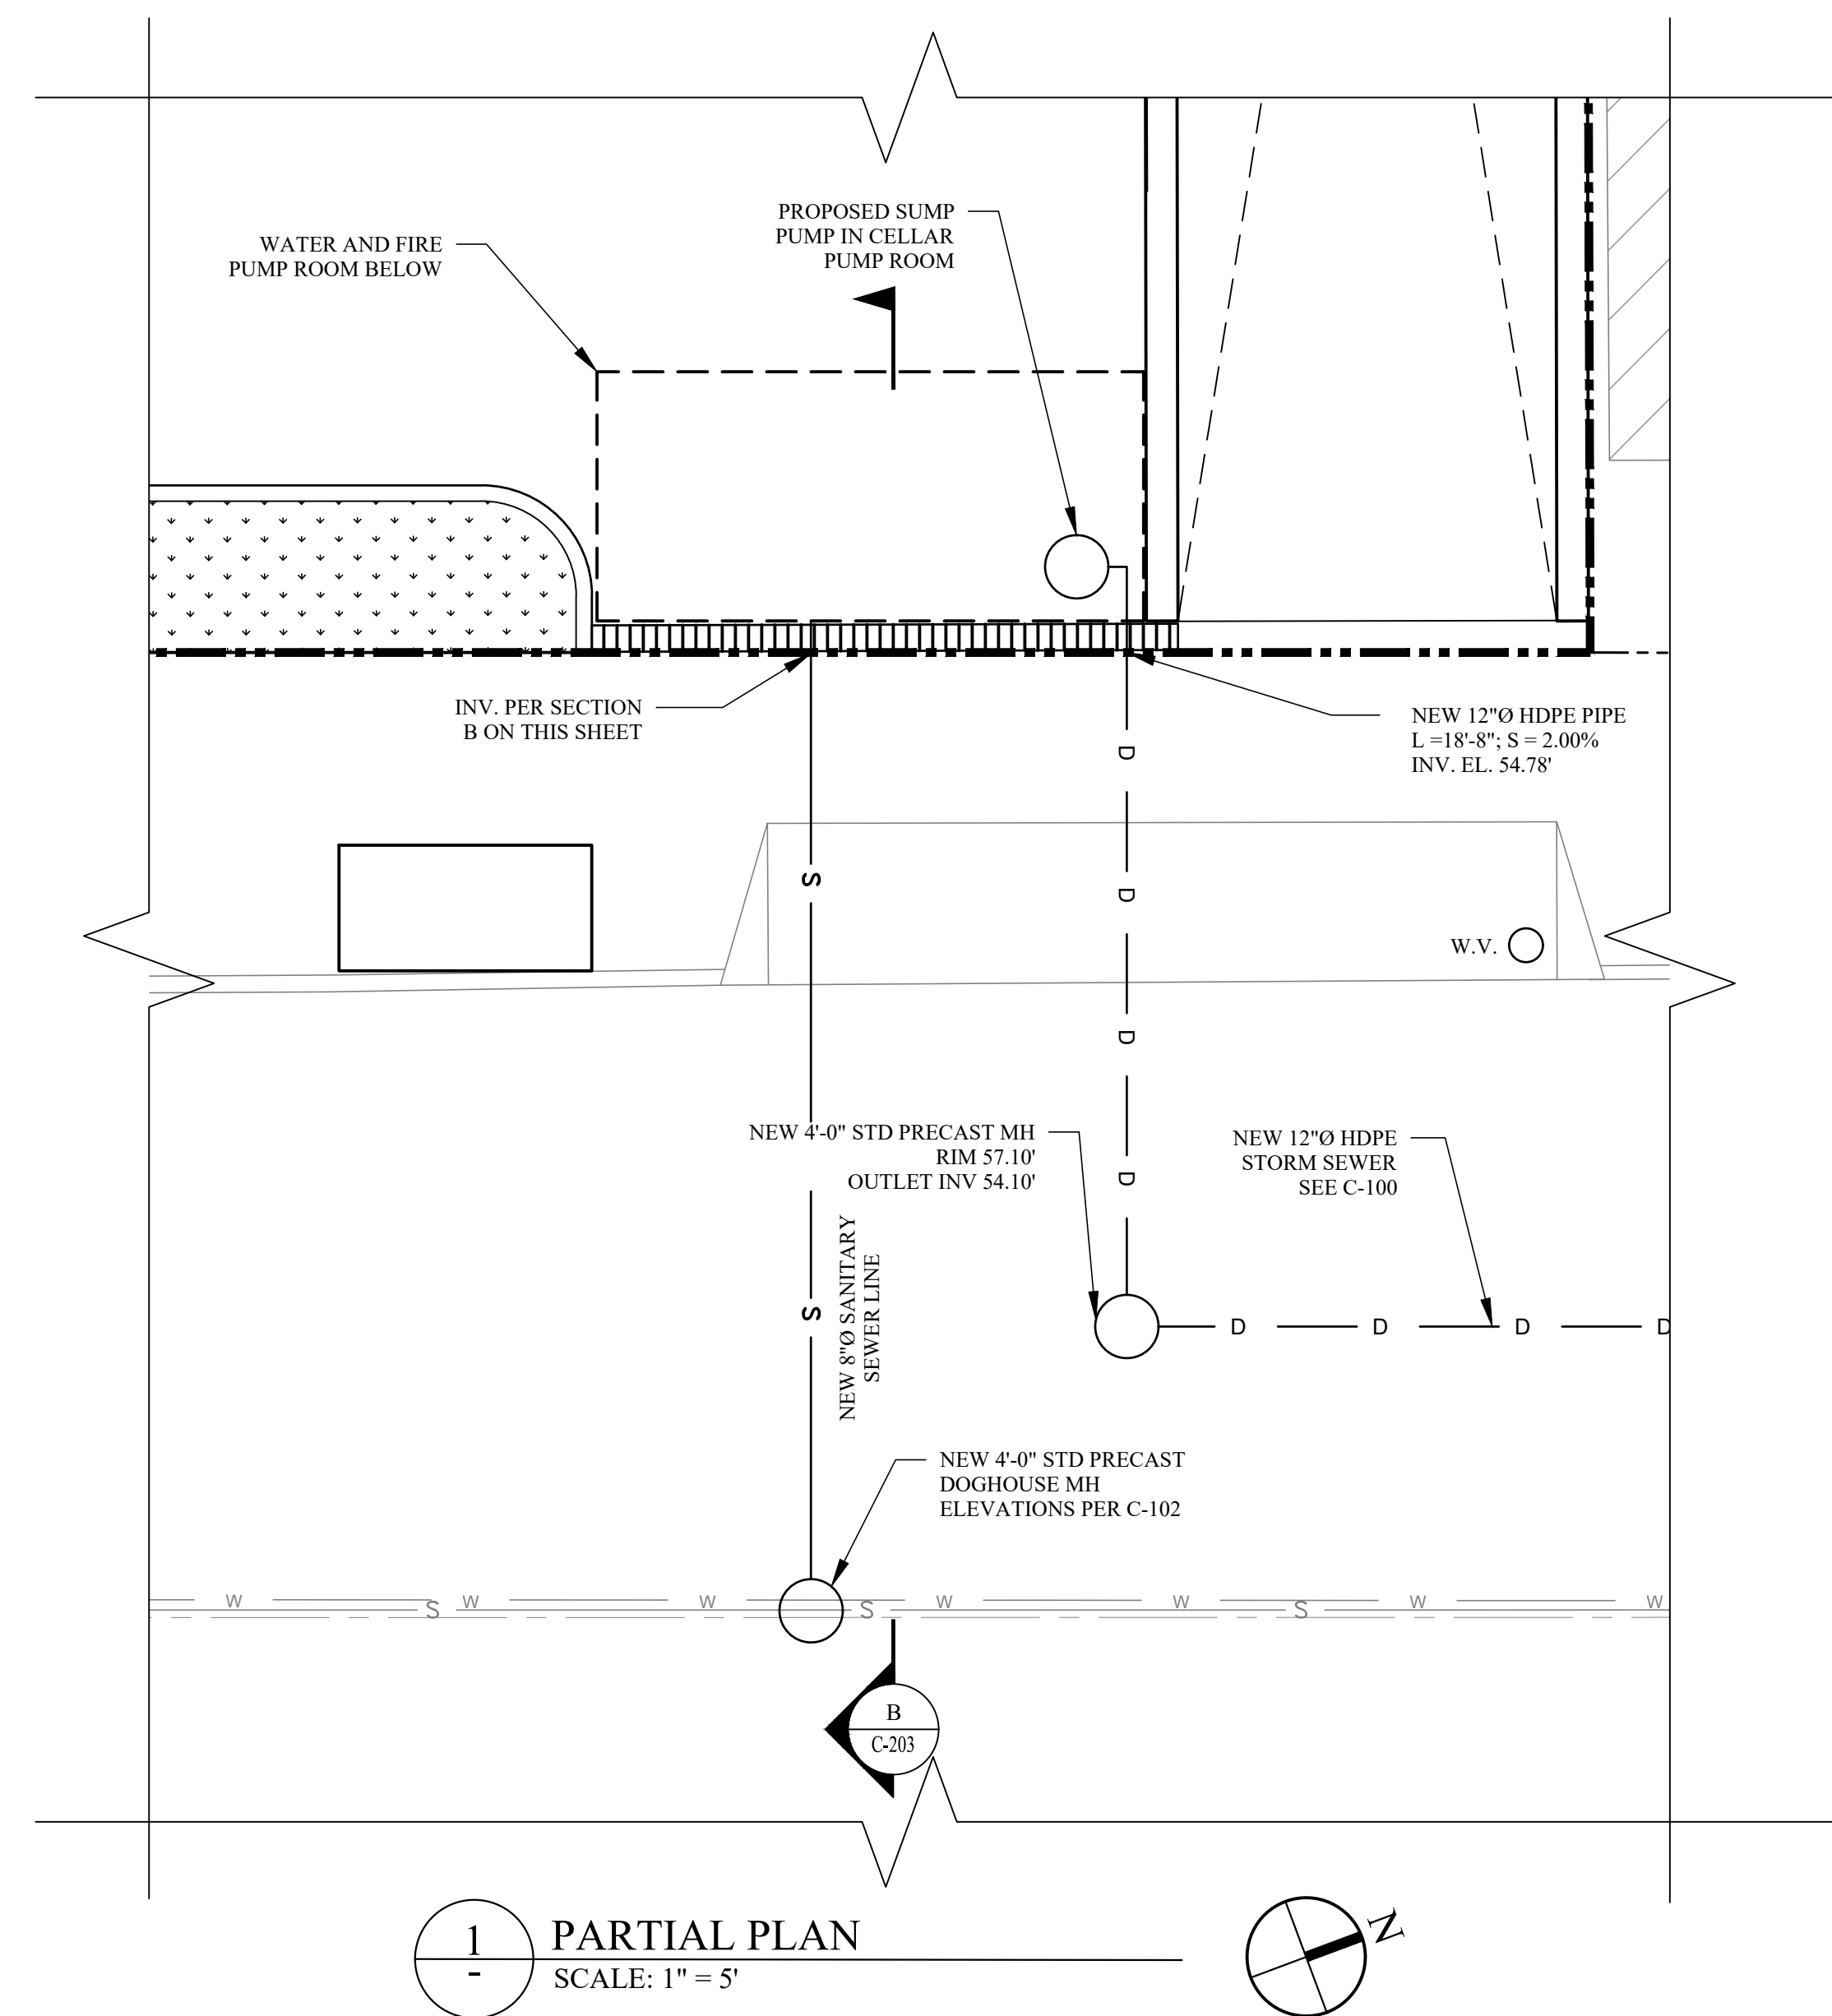 PROPOSED SUMP
PUMP IN CELLAR
PUMP ROOM
WATER AND FIRE
PUMP ROOM BELOW
INV. PER SECTION
B ON THIS SHEET
NEW 12"Ø HDPE PIPE
L =18'-8"; S = 2.00%
INV. EL. 54.78'
D
S
D
W.V.
D
NEW 4'-0" STD PRECAST MH
RIM 57.10'
OUTLET INV 54.10'
NEW 12"Ø HDPE
STORM SEWER
SEE C-100
D
S
NEW 8"Ø SANITARY
SEWER LINE
D D D D
NEW 4'-0" STD PRECAST
DOGHOUSE MH
ELEVATIONS PER C-102
W S W W S W W S W W
B
C-203
1
-
PARTIAL PLAN
SCALE: 1" = 5'
N